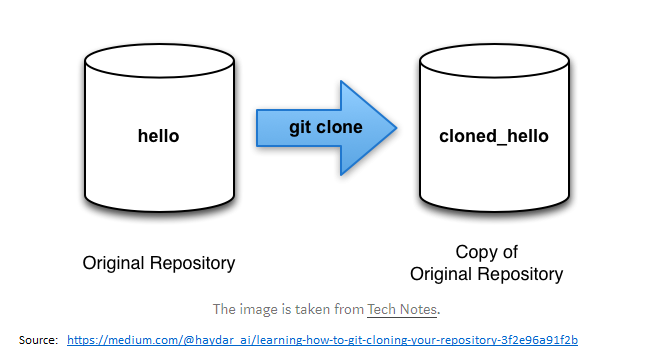 hello
git clone
cloned_hello
Original Repository
Copy of
Original Repository
The image is taken from Tech Notes.
Source: https://medium.com/@haydar_ai/learning-how-to-git-cloning-your-repository-3f2e96a91f2b